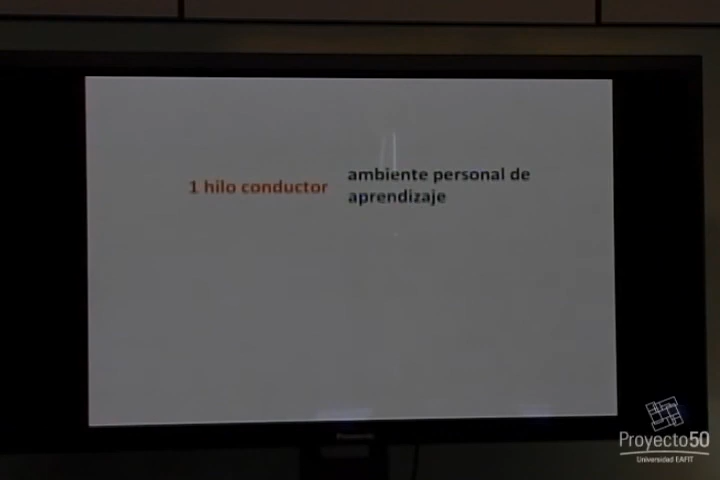 1 hilo conductor
ambiente personal de
aprendizaje
Proyecto50
Universidad EAFIT